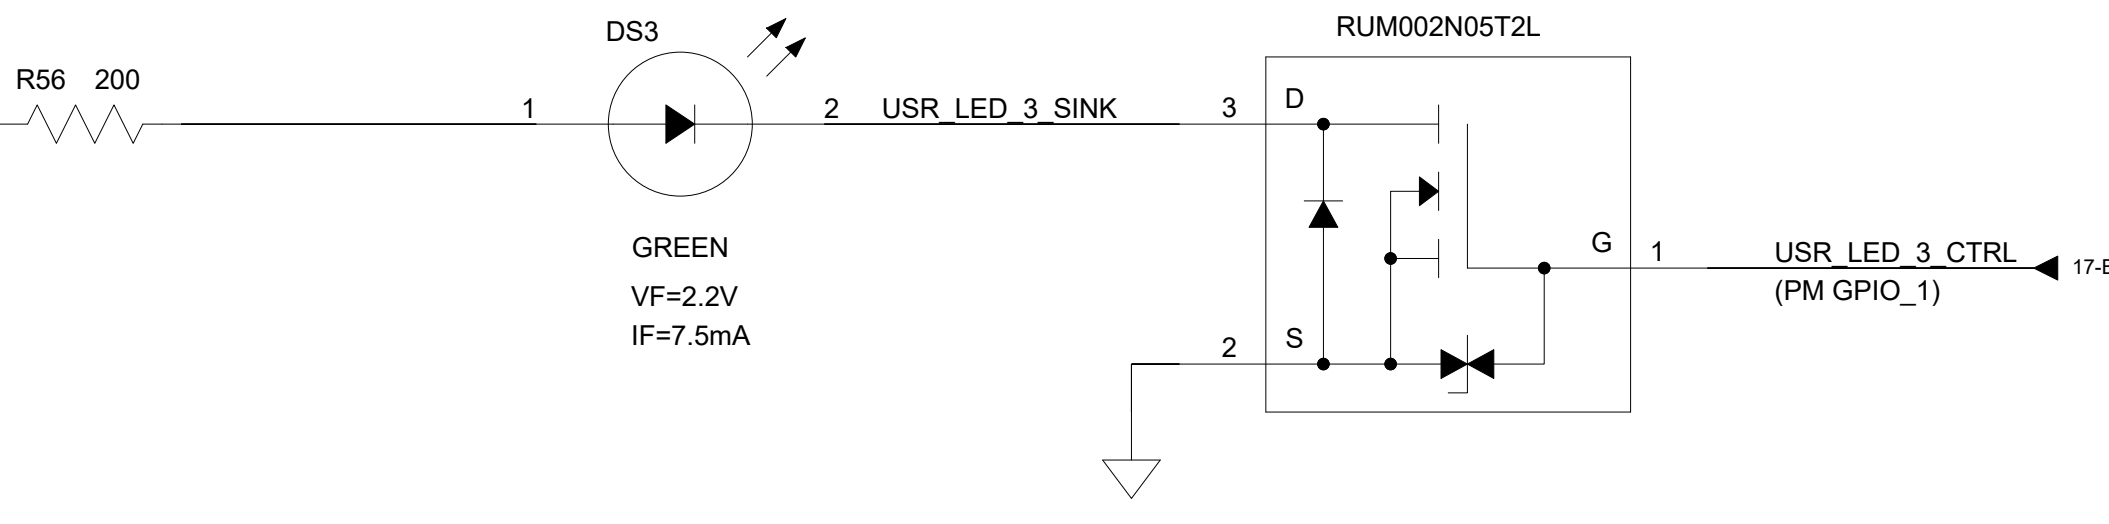 RUM002N05T2L
DS3
R56 200
1
2
USR_LED_3_SINK
3
D
GREEN
VF=2.2V
IF=7.5mA
G
1
USR_LED_3_CTRL
(PM GPIO_1)
2
S